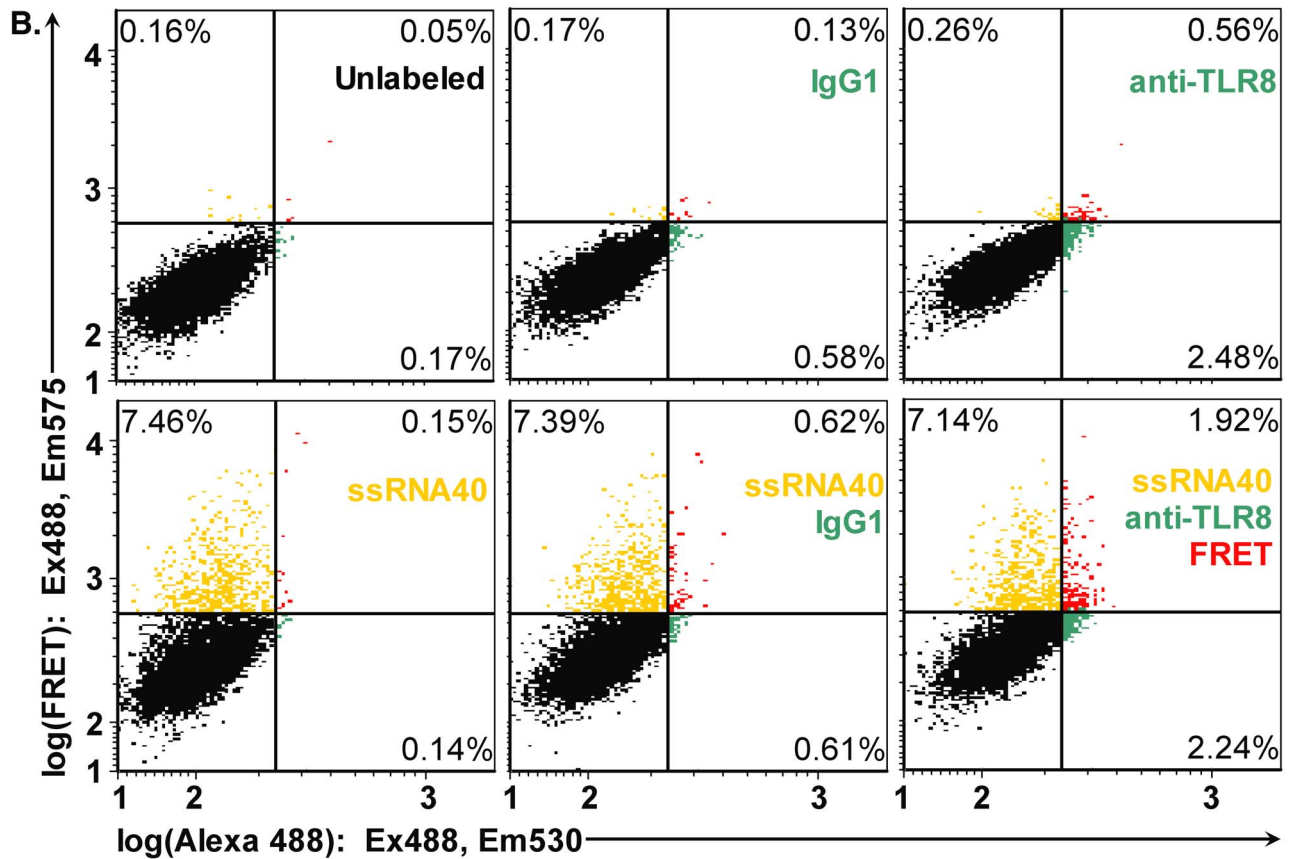 B.
0.16% 0.05%
Unlabeled
0.17%
0.17% 0.13%
IgG1
0.58%
0.26% 0.56%
anti-TLR8
2.48%
4
3
2
1
7.46% 0.15%
ssRNA40
0.14%
7.39% 0.62%
ssRNA40
IgG1
0.61%
7.14% 1.92%
ssRNA40
anti-TLR8
FRET
2.24%
4
3
2
1
1 2 3
1 2 3
1 2 3
log(FRET): Ex488, Em575
log(Alexa 488): Ex488, Em530